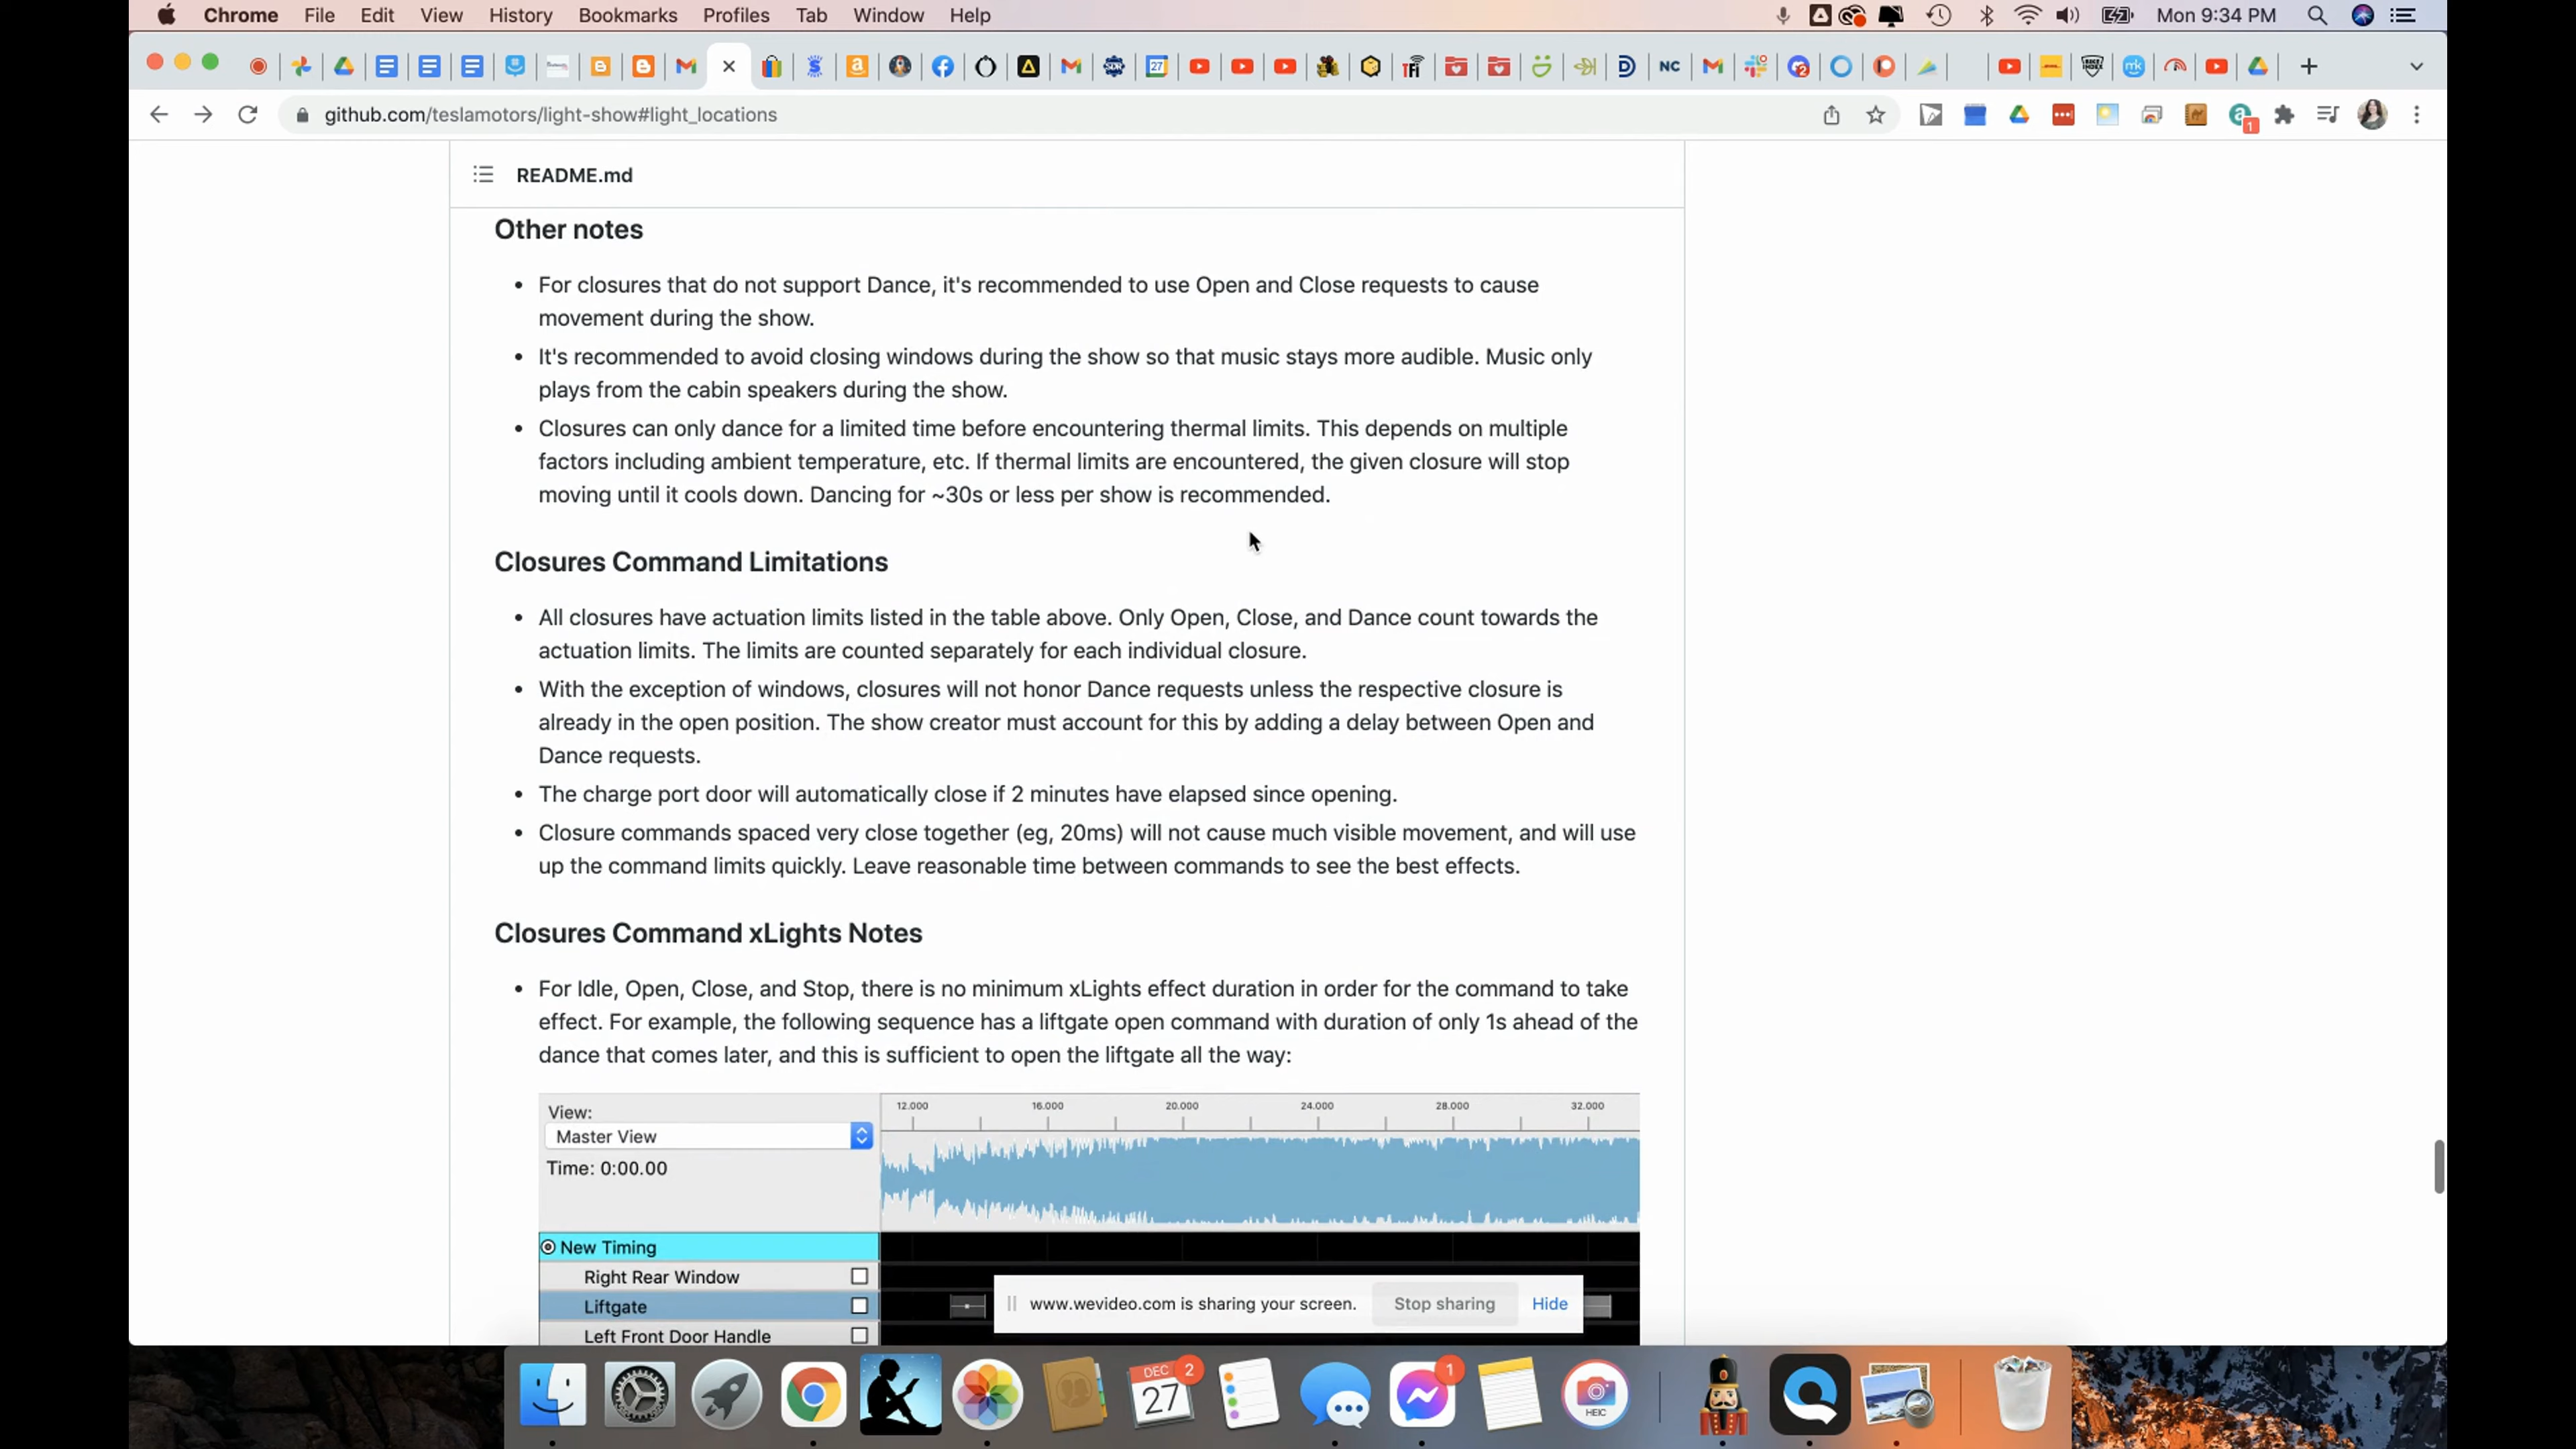 Chrome File Edit View History Bookmarks Profiles Tab Window Help Mon 9:34 PM
27 NC
github.com/teslamotors/light-show#light_locations 1
README.md
Other notes
• For closures that do not support Dance, it's recommended to use Open and Close requests to cause
movement during the show.
• It's recommended to avoid closing windows during the show so that music stays more audible. Music only
plays from the cabin speakers during the show.
• Closures can only dance for a limited time before encountering thermal limits. This depends on multiple
factors including ambient temperature, etc. If thermal limits are encountered, the given closure will stop
moving until it cools down. Dancing for ~30s or less per show is recommended.
Closures Command Limitations
• All closures have actuation limits listed in the table above. Only Open, Close, and Dance count towards the
actuation limits. The limits are counted separately for each individual closure.
• With the exception of windows, closures will not honor Dance requests unless the respective closure is
already in the open position. The show creator must account for this by adding a delay between Open and
Dance requests.
• The charge port door will automatically close if 2 minutes have elapsed since opening.
• Closure commands spaced very close together (eg, 20ms) will not cause much visible movement, and will use
up the command limits quickly. Leave reasonable time between commands to see the best effects.
Closures Command xLights Notes
• For Idle, Open, Close, and Stop, there is no minimum xLights effect duration in order for the command to take
effect. For example, the following sequence has a liftgate open command with duration of only 1s ahead of the
dance that comes later, and this is sufficient to open the liftgate all the way:
View: 12.000 16.000 20.000 24.000 28.000 32.000
Master View
Time: 0:00.00
New Timing
Right Rear Window
Liftgate
www.wevideo.com is sharing your screen. Stop sharing Hide
Left Front Door Handle
DEC 2 1
27
HEIC